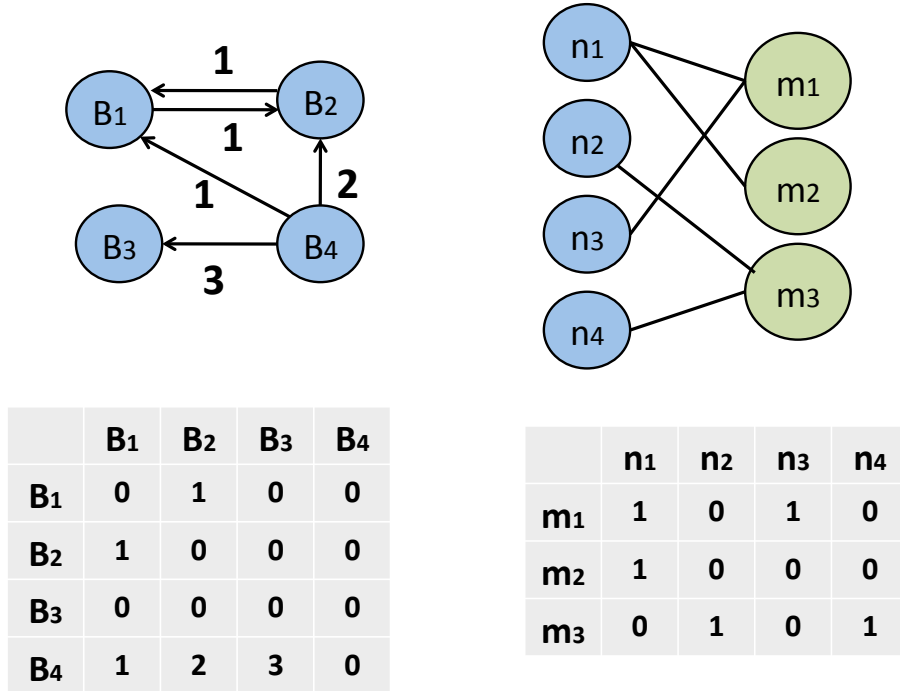 1
B1
B2
1
1
2
B3
B4
3
n1
m1
n2
m2
n3
m3
n4
B1 B2 B3 B4
B1 0 1 0 0
B2 1 0 0 0
B3 0 0 0 0
B4 1 2 3 0
n1 n2 n3 n4
m1 1 0 1 0
m2 1 0 0 0
m3 0 1 0 1